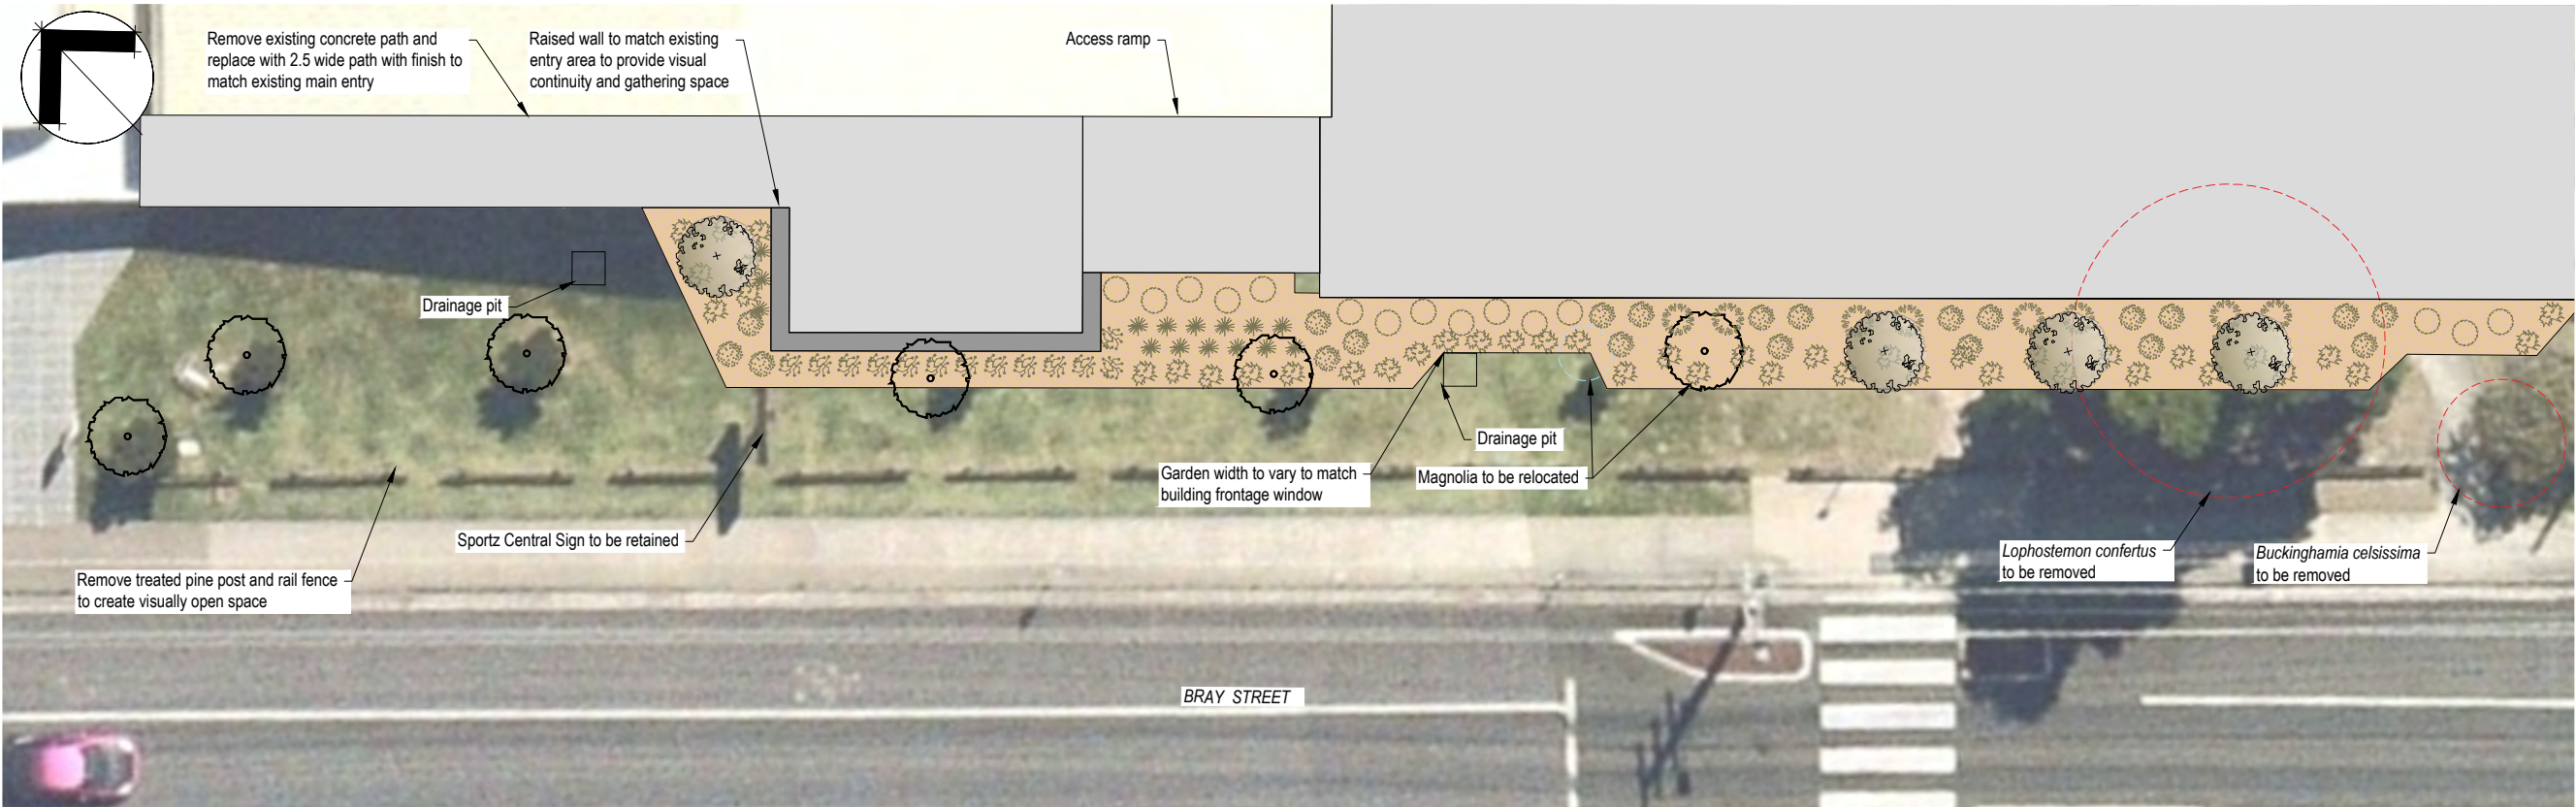 Remove existing concrete path and
replace with 2.5 wide path with finish to
match existing main entry
Raised wall to match existing
entry area to provide visual
continuity and gathering space
Access ramp
Drainage pit
Drainage pit
Garden width to vary to match
building frontage window
Magnolia to be relocated
Sportz Central Sign to be retained
Remove treated pine post and rail fence
to create visually open space
Lophostemon confertus
to be removed
Buckinghamia celsissima
to be removed
BRAY STREET